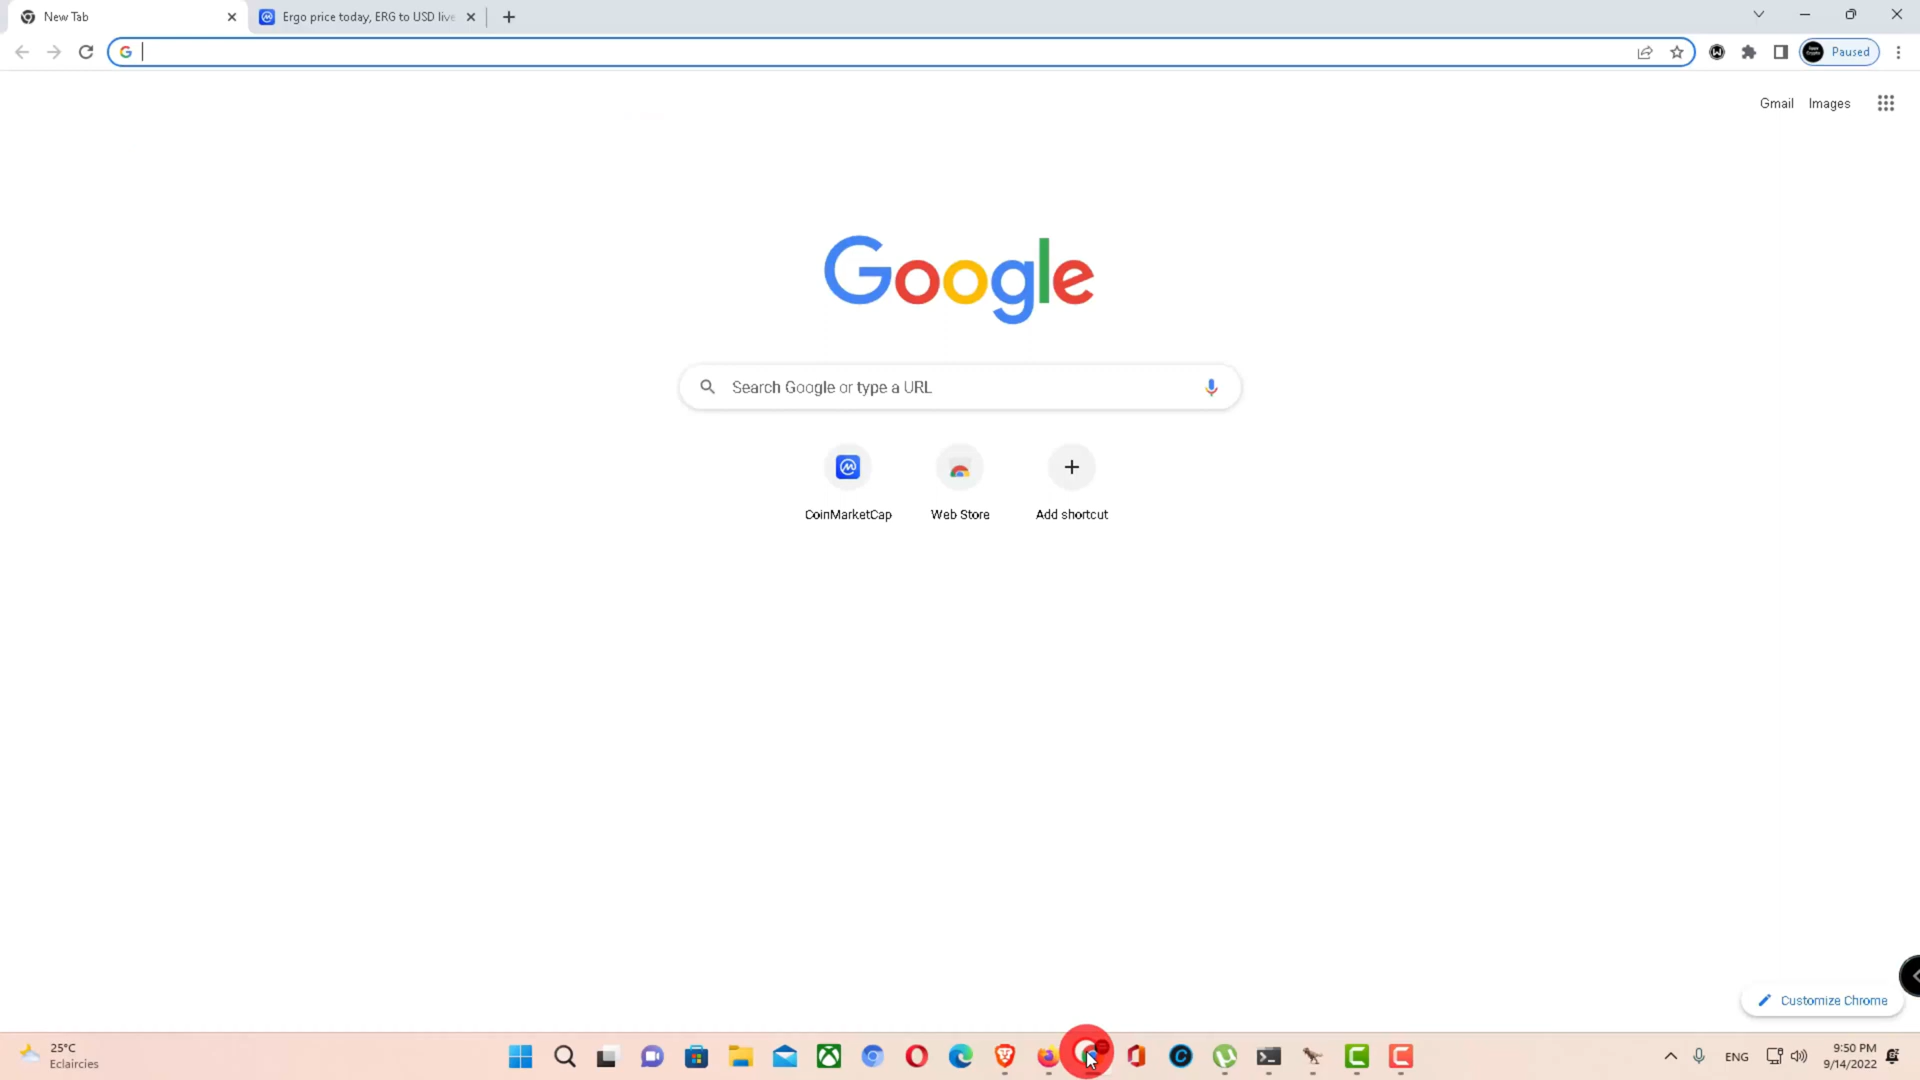 New Tab
Ergo price today, ERG to USD live
Paused
Gmail Images
Google
Search Google or type a URL
CoinMarketCap Web Store Add shortcut
Customize Chrome
25°C
Eclaircies
ENG
9:50 PM
9/14/2022